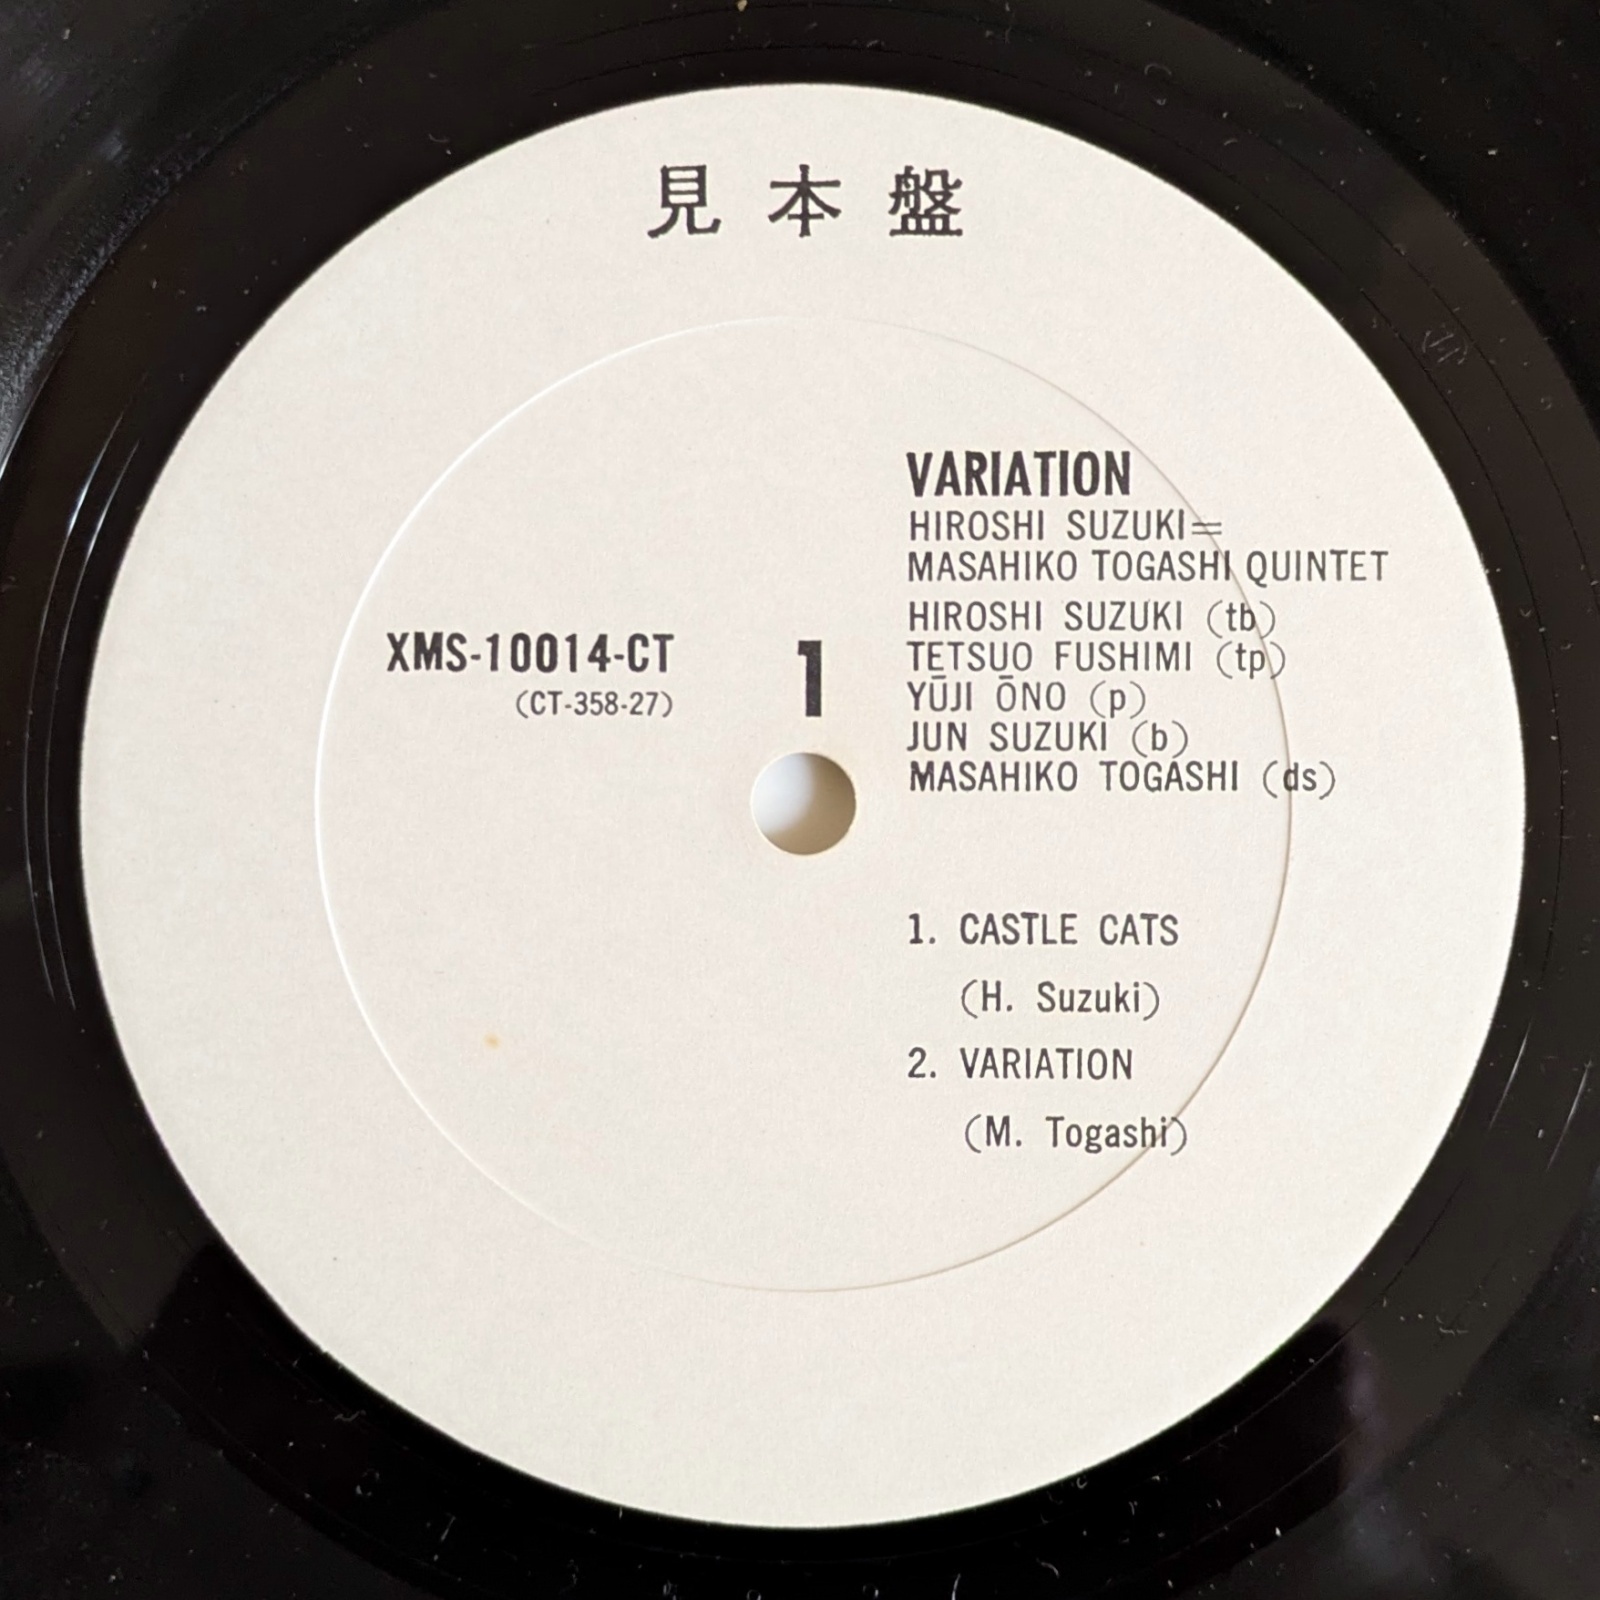 見本盤
VARIATION
HIROSHI SUZUKI=
MASAHIKO TOGASHI QUINTET
HIROSHI SUZUKI (tb)
TETSUO FUSHIMI (tp)
YŪJI ŌNO (p)
JUN SUZUKI (b)
MASAHIKO TOGASHI (ds)
XMS-10014-CT
(CT-358-27)
1
1. CASTLE CATS
(H. Suzuki)
2. VARIATION
(M. Togashi)